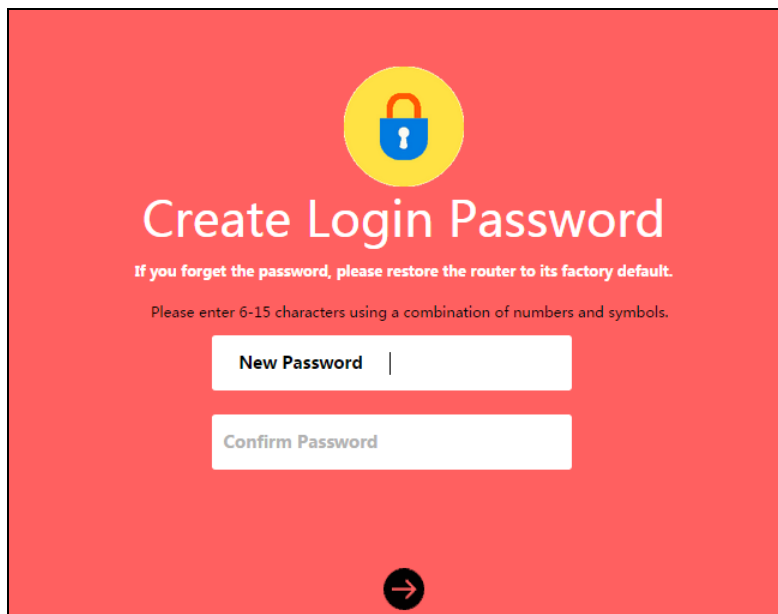 Create Login Password
If you forget the password, please restore the router to its factory default.
Please enter 6-15 characters using a combination of numbers and symbols.
New Password
Confirm Password